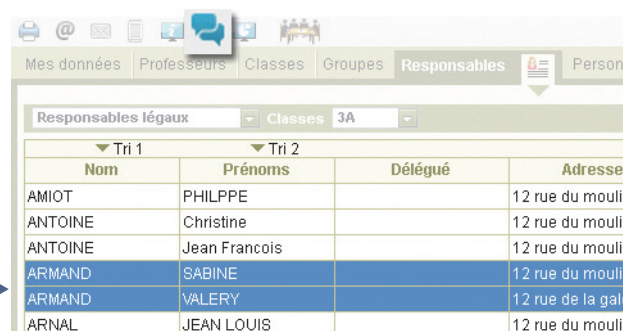 Mes données Professeurs Classes Groupes Responsables Person
Responsables légaux Classes 3A
Tri 1 Tri 2
Nom Prénoms Délégué Adresse
AMIOT PHILPPE 12 rue du mouli
ANTOINE Christine 12 rue du mouli
ANTOINE Jean Francois 12 rue du mouli
ARMAND SABINE 12 rue du mouli
ARMAND VALERY 12 rue de la gal
ARNAL JEAN LOUIS 12 rue du mouli